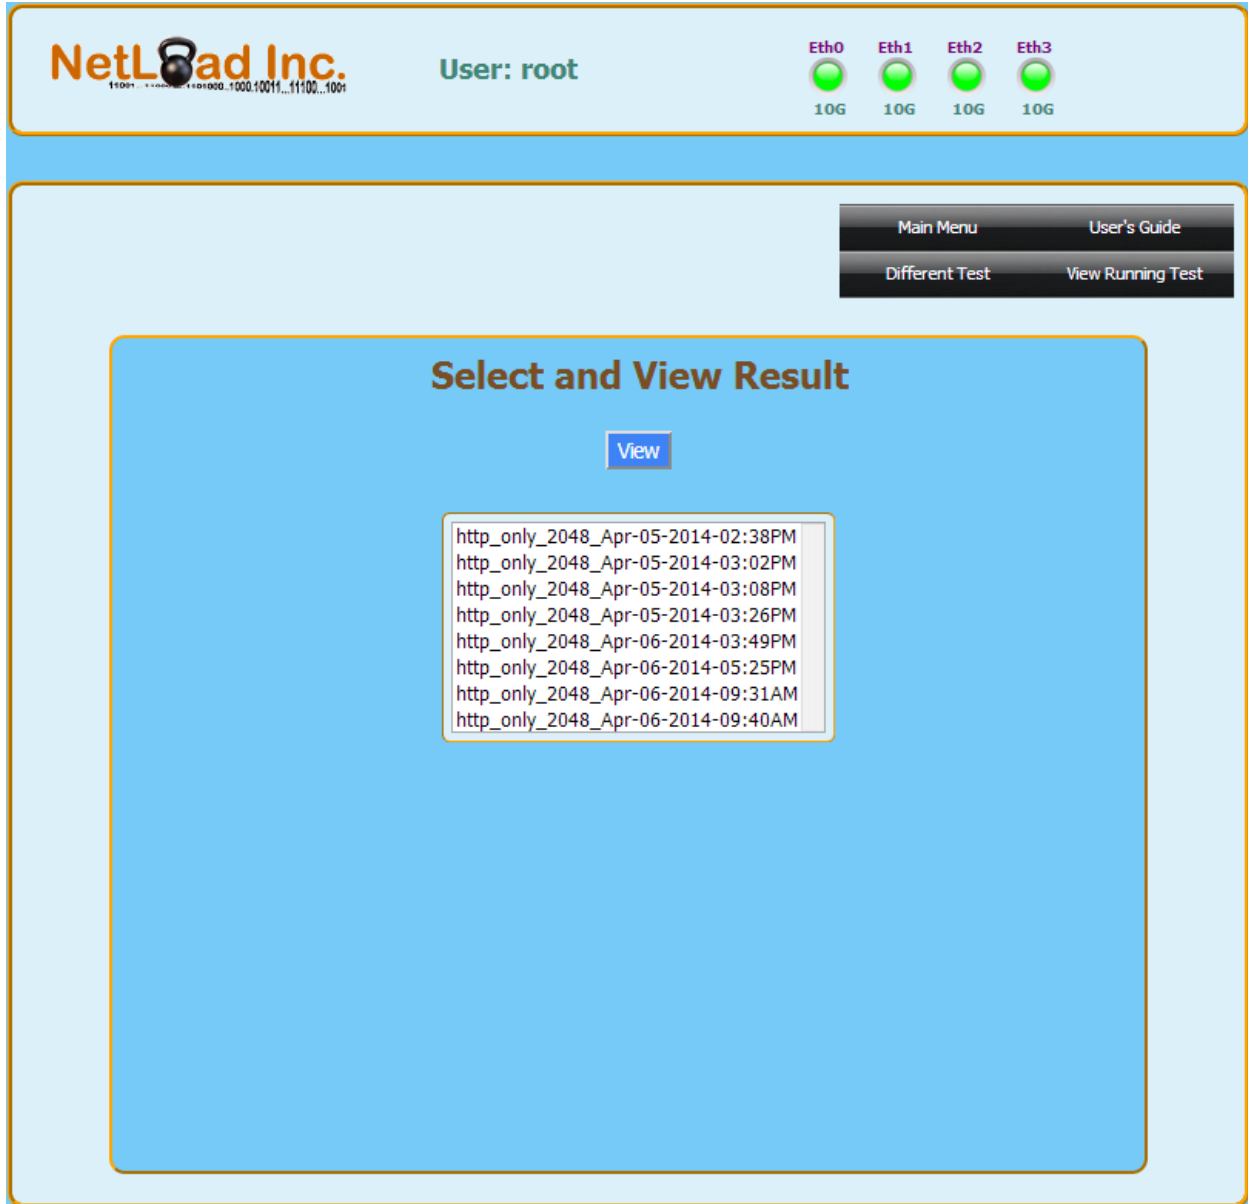 NetLoad Inc.
User: root
Eth0 Eth1 Eth2 Eth3
10G 10G 10G 10G
Main Menu User's Guide
Different Test View Running Test
Select and View Result
View
http_only_2048_Apr-05-2014-02:38PM
http_only_2048_Apr-05-2014-03:02PM
http_only_2048_Apr-05-2014-03:08PM
http_only_2048_Apr-05-2014-03:26PM
http_only_2048_Apr-06-2014-03:49PM
http_only_2048_Apr-06-2014-05:25PM
http_only_2048_Apr-06-2014-09:31AM
http_only_2048_Apr-06-2014-09:40AM